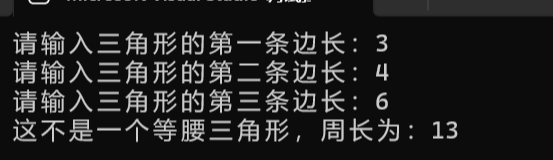 请输入三角形的第一条边长：3
请输入三角形的第二条边长：4
请输入三角形的第三条边长：6
这不是一个等腰三角形，周长为：13